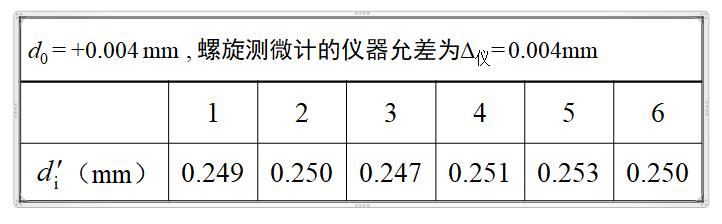 d₀ = +0.004 mm , 螺旋测微计的仪器允差为Δ仪=0.004mm
1 2 3 4 5 6
dᵢ′（mm） 0.249 0.250 0.247 0.251 0.253 0.250